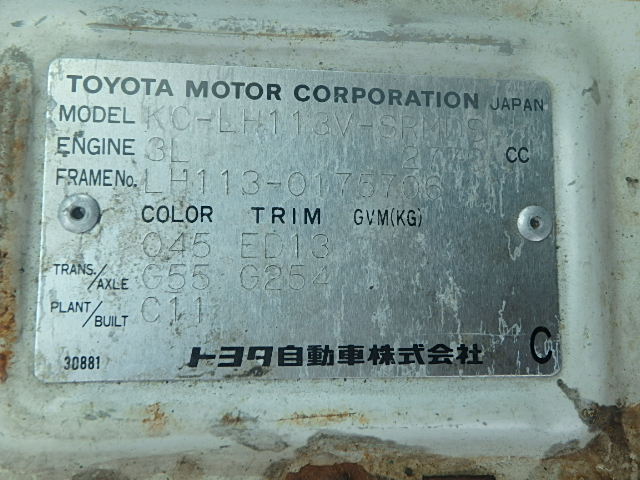 TOYOTA MOTOR CORPORATION JAPAN
MODEL KC-LH113V-SRMDS
ENGINE 3L 2779 CC
FRAME No. LH113-0175706
COLOR TRIM GVM(KG)
045 ED13
TRANS./AXLE G55 G254
PLANT/BUILT C11
30881 トヨタ自動車株式会社 C